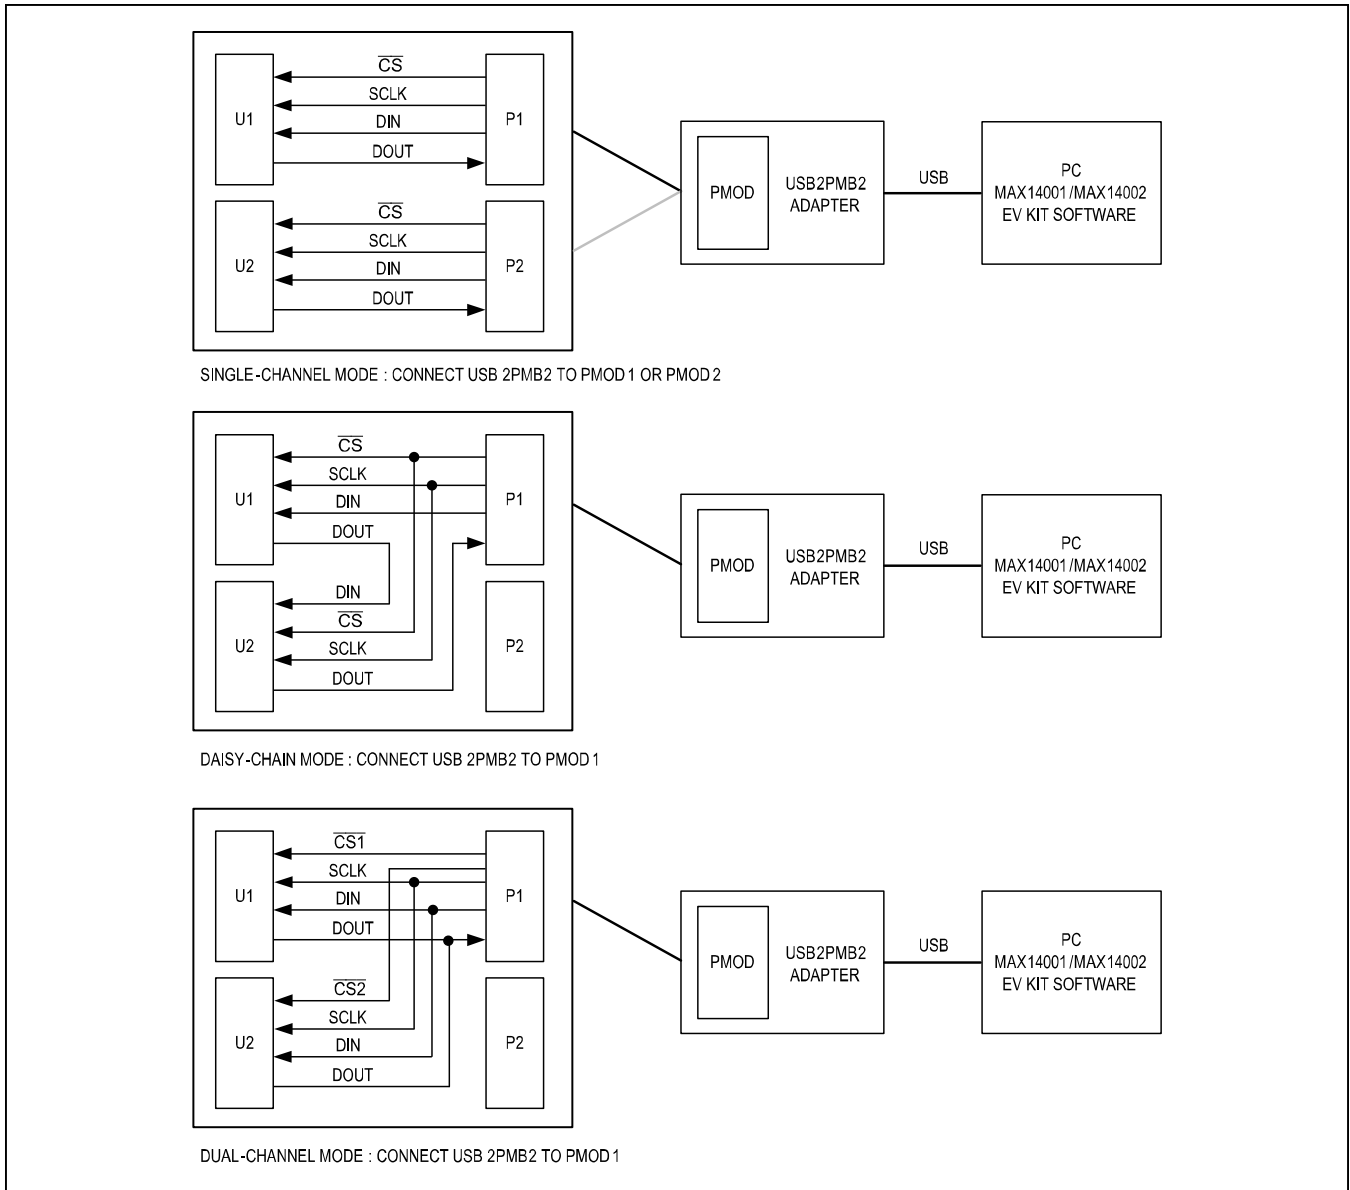 CS
SCLK
U1 DIN P1
DOUT
CS
SCLK
U2 DIN P2
DOUT
PMOD
USB2PMB2
ADAPTER
USB
PC
MAX14001/MAX14002
EV KIT SOFTWARE
SINGLE-CHANNEL MODE : CONNECT USB 2PMB2 TO PMOD 1 OR PMOD 2
CS
SCLK
U1 DIN P1
DOUT
DIN
CS
U2 SCLK P2
DOUT
PMOD
USB2PMB2
ADAPTER
USB
PC
MAX14001/MAX14002
EV KIT SOFTWARE
DAISY-CHAIN MODE : CONNECT USB 2PMB2 TO PMOD 1
CS1
SCLK
U1 DIN P1
DOUT
CS2
SCLK
U2 DIN P2
DOUT
PMOD
USB2PMB2
ADAPTER
USB
PC
MAX14001/MAX14002
EV KIT SOFTWARE
DUAL-CHANNEL MODE : CONNECT USB 2PMB2 TO PMOD 1